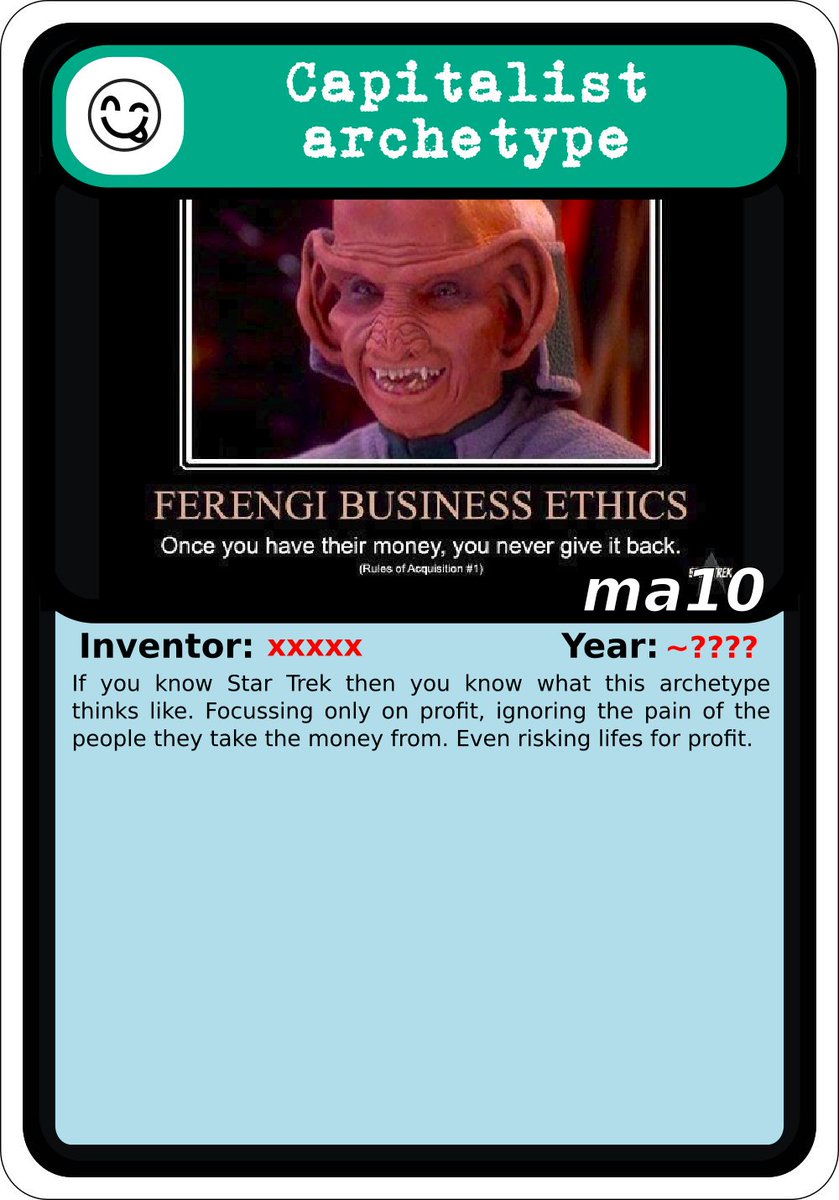 Capitalist
archetype
FERENGI BUSINESS ETHICS
Once you have their money, you never give it back.
(Rules of Acquisition #1)
ma10
Inventor: xxxxx Year: ~????
If you know Star Trek then you know what this archetype
thinks like. Focussing only on profit, ignoring the pain of the
people they take the money from. Even risking lifes for profit.